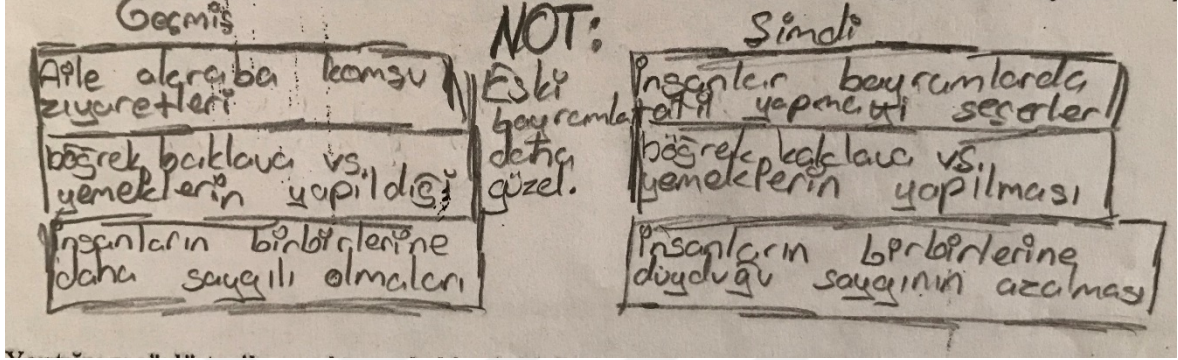 Geçmiş
Aile akraba komşu
ziyaretleri
böğrek baklava vs.
yemeklerin yapıldığı
İnsanların birbirlerine
daha saygılı olmaları
NOT:
Eski
bayramlar
daha
güzel.
Şimdi
İnsanlar bayramlarda
tatil yapmayı seçerler
böğrek, kaklava vs.
yemeklerin yapılması
İnsanların birbirlerine
duyduğu saygının azalması